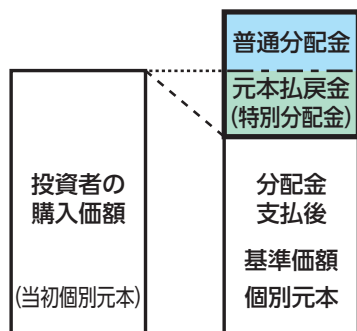 普通分配金
元本払戻金
(特別分配金)
投資者の
購入価額
(当初個別元本)
分配金
支払後
基準価額
個別元本